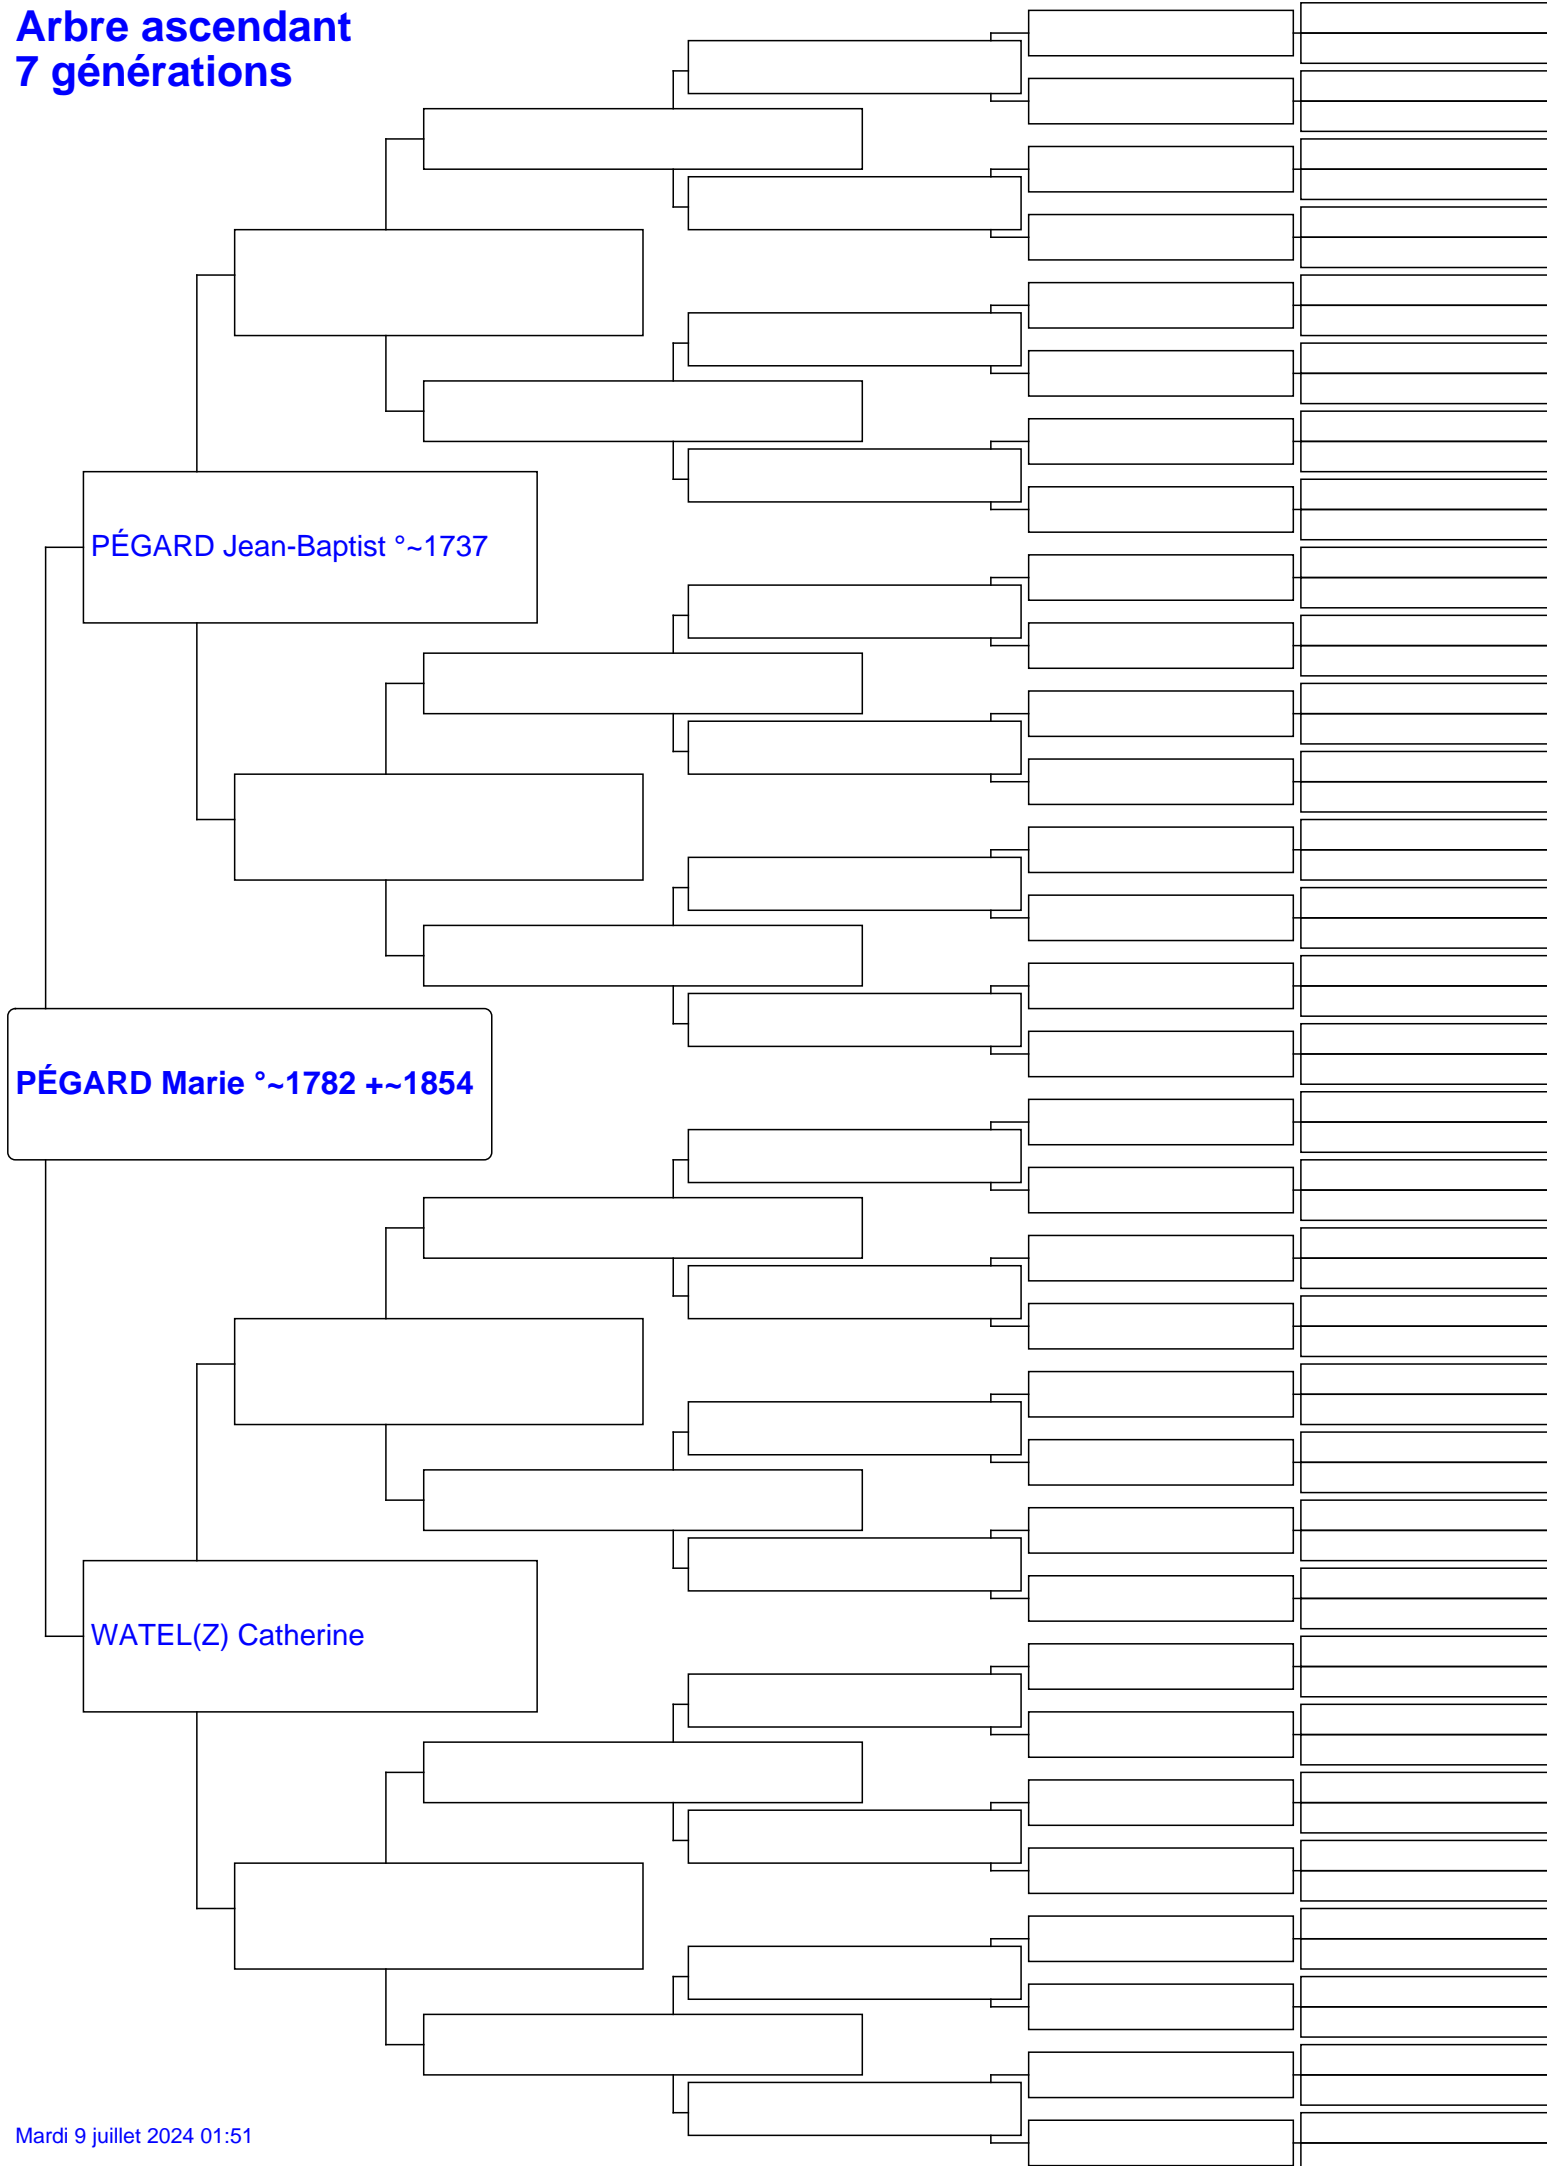 Arbre ascendant
7 générations
PÉGARD Jean-Baptist °~1737
PÉGARD Marie °~1782 +~1854
WATEL(Z) Catherine
Mardi 9 juillet 2024 01:51